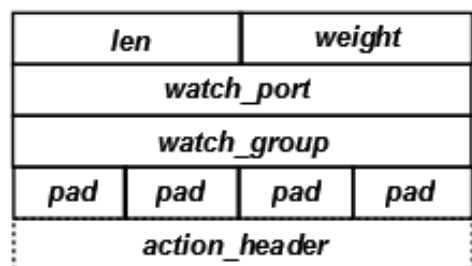 len weight
watch_port
watch_group
pad pad pad pad
action_header